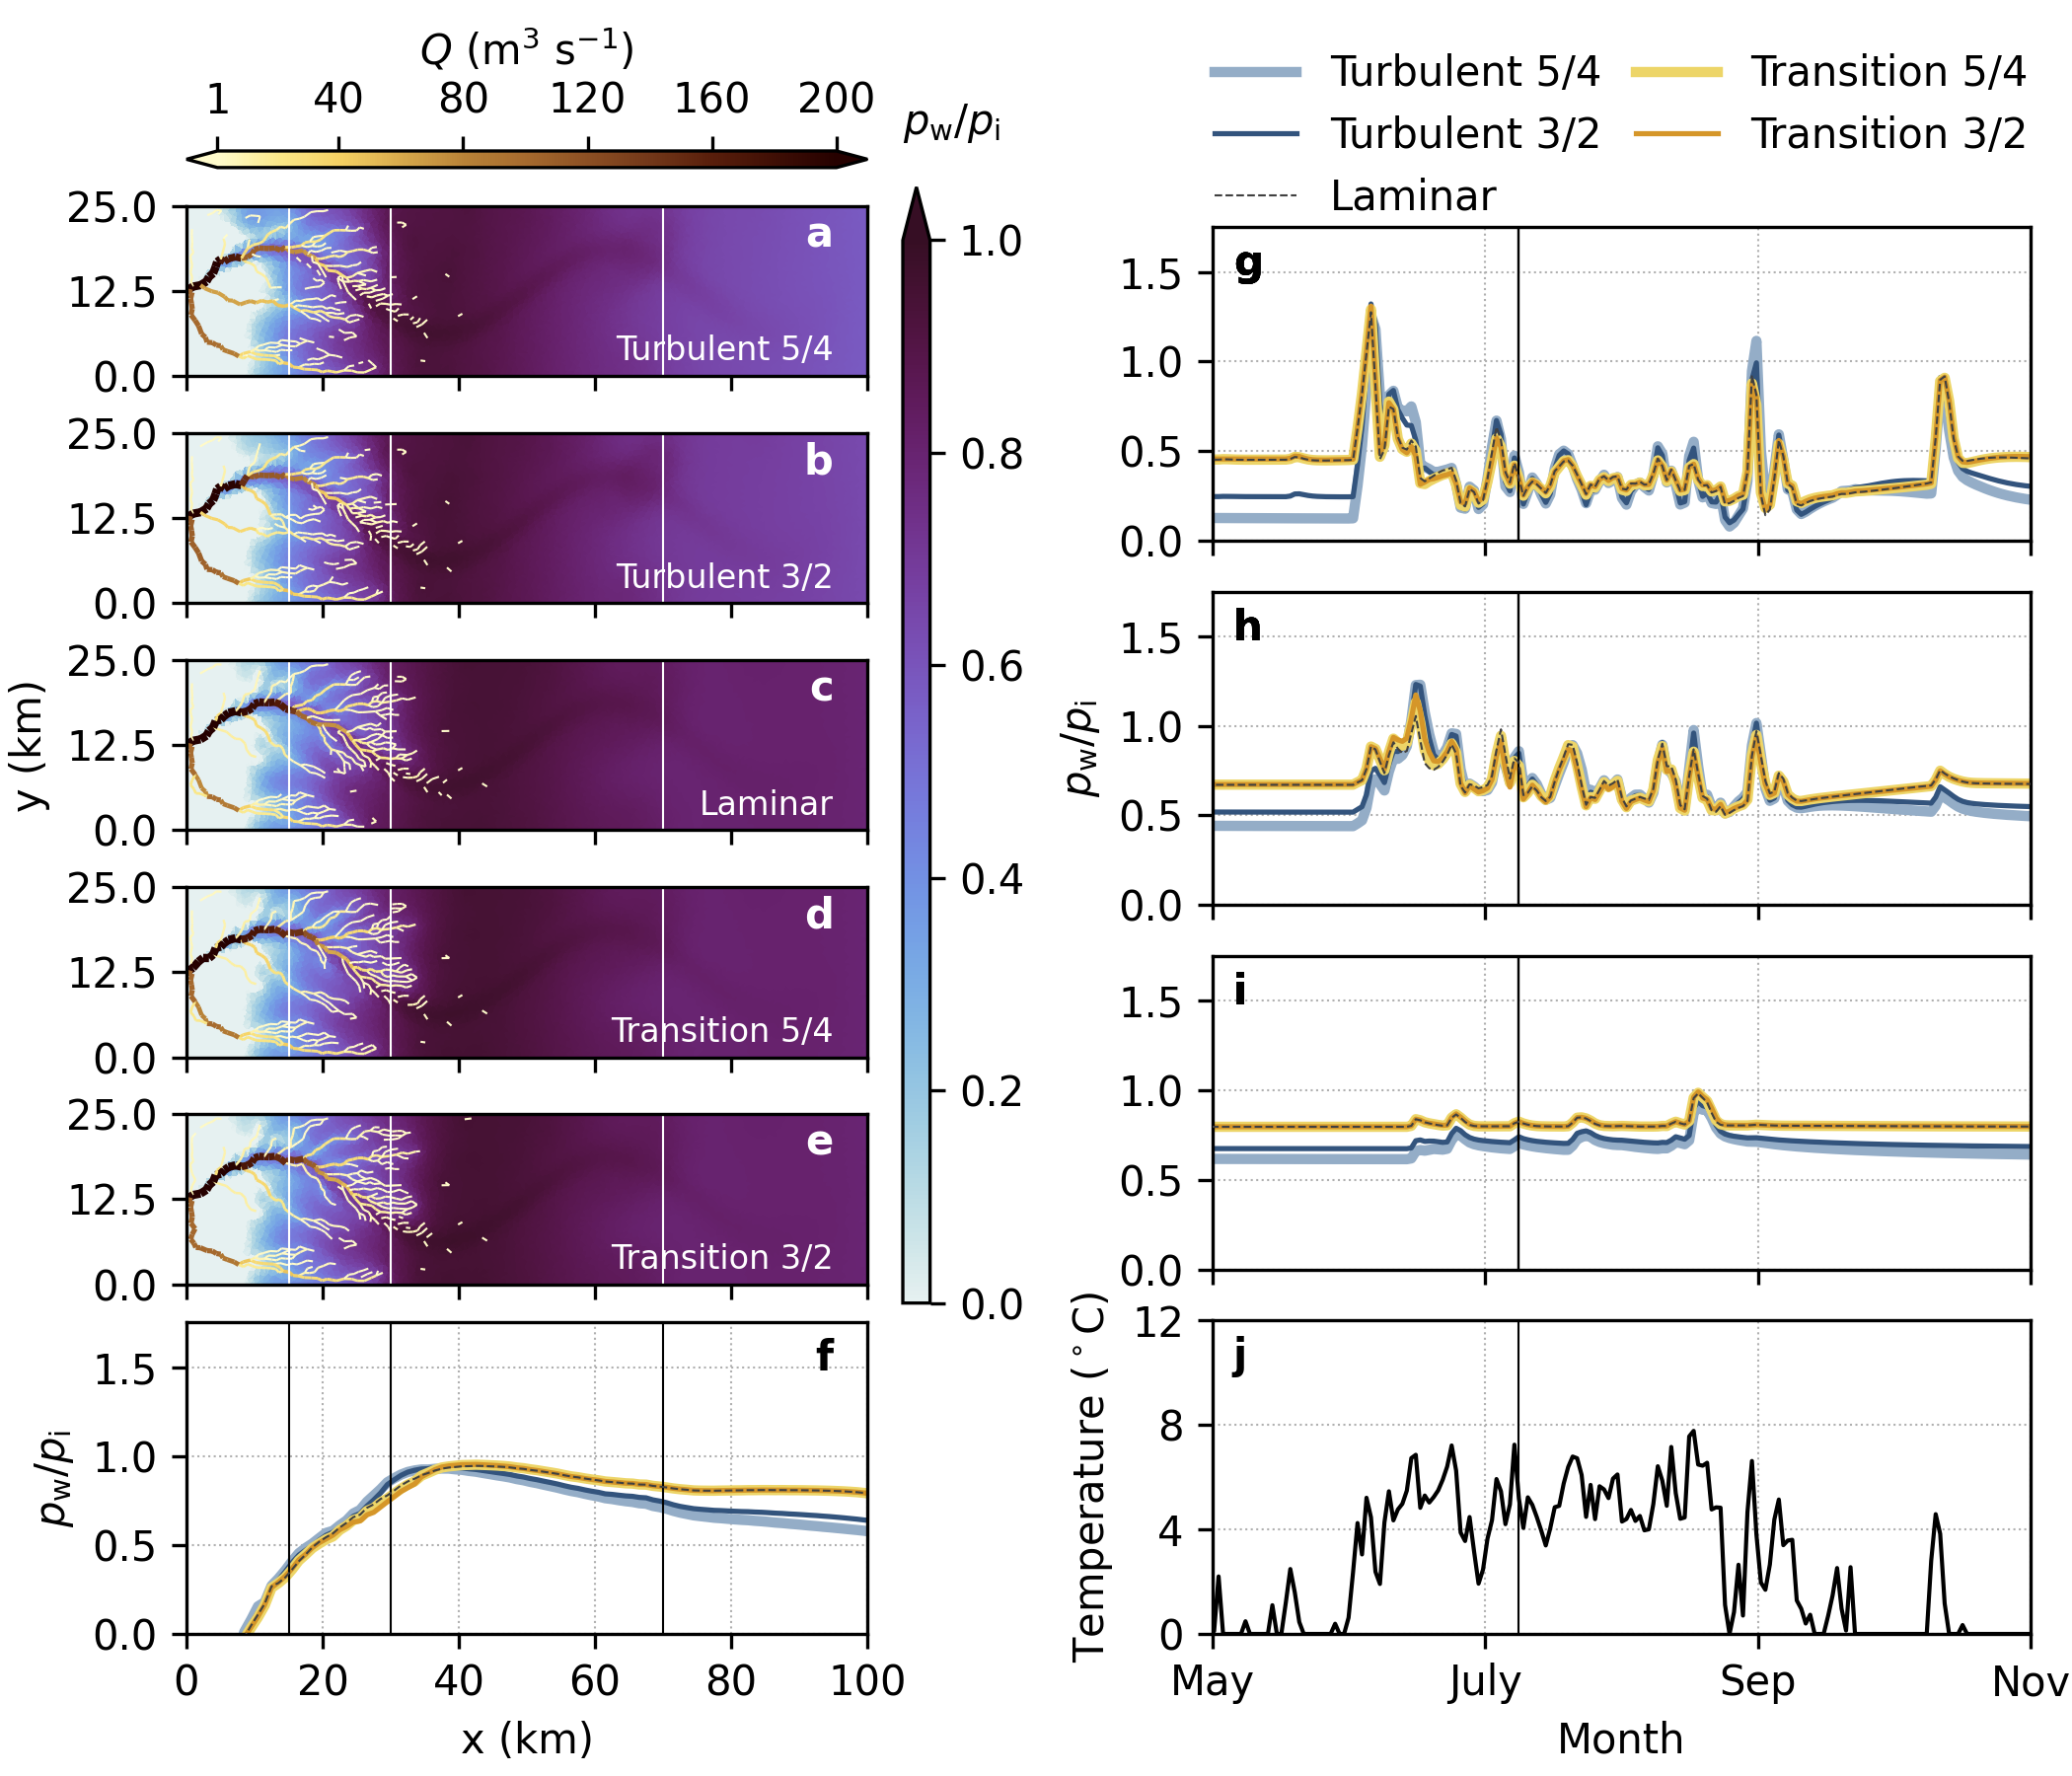 Q (m³ s⁻¹)
1 40 80 120 160 200
p_w/p_i
25.0
12.5
0.0
a
Turbulent 5/4
25.0
12.5
0.0
b
Turbulent 3/2
25.0
12.5
0.0
c
Laminar
25.0
12.5
0.0
d
Transition 5/4
25.0
12.5
0.0
e
Transition 3/2
y (km)
1.0
0.8
0.6
0.4
0.2
0.0
f
p_w/p_i
1.5
1.0
0.5
0.0
0 20 40 60 80 100
x (km)
Turbulent 5/4 Transition 5/4
Turbulent 3/2 Transition 3/2
Laminar
g
1.5
1.0
0.5
0.0
h
p_w/p_i
1.5
1.0
0.5
0.0
i
1.5
1.0
0.5
0.0
j
Temperature (°C)
12
8
4
0
May July Sep Nov
Month